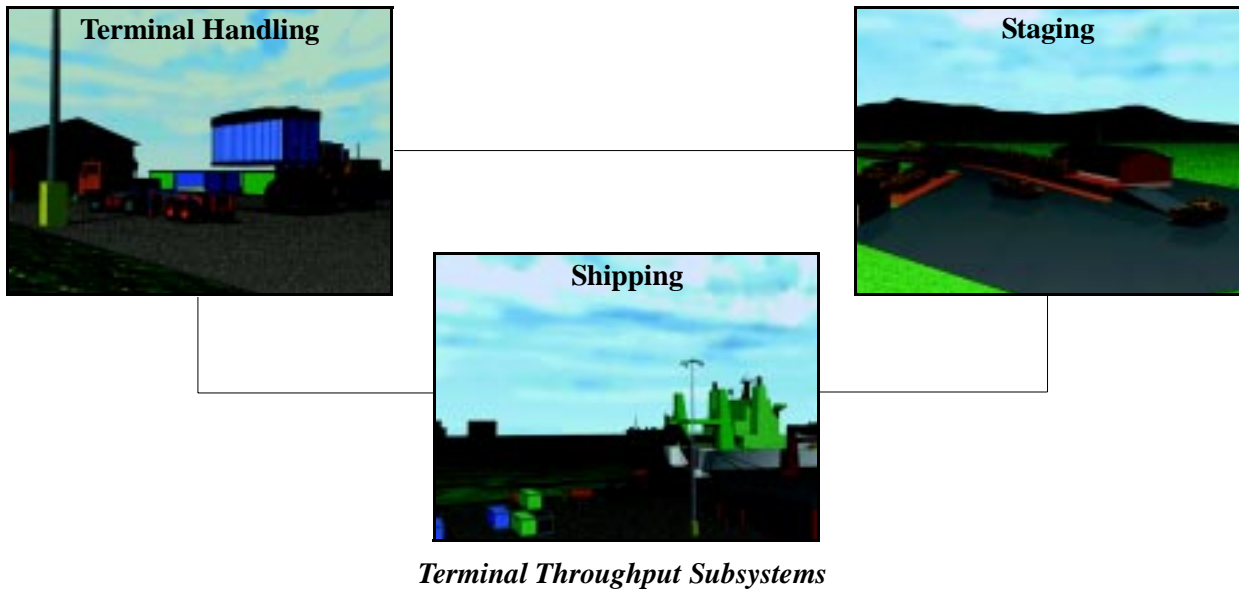 Terminal Handling
Staging
Shipping
Terminal Throughput Subsystems